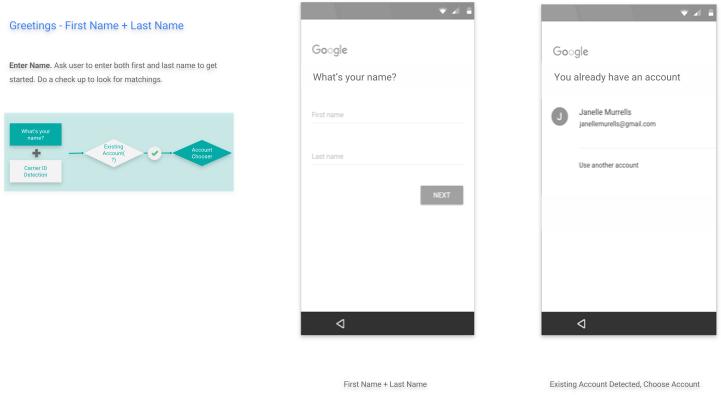 Greetings - First Name + Last Name
Enter Name. Ask user to enter both first and last name to get
started. Do a check up to look for matchings.
What's your
name?
Carrier ID
Detection
Existing
Account(
?)
Account
Chooser
Google
What's your name?
First name
Last name
NEXT
First Name + Last Name
Google
You already have an account
J
Janelle Murrells
janellemurells@gmail.com
Use another account
Existing Account Detected, Choose Account